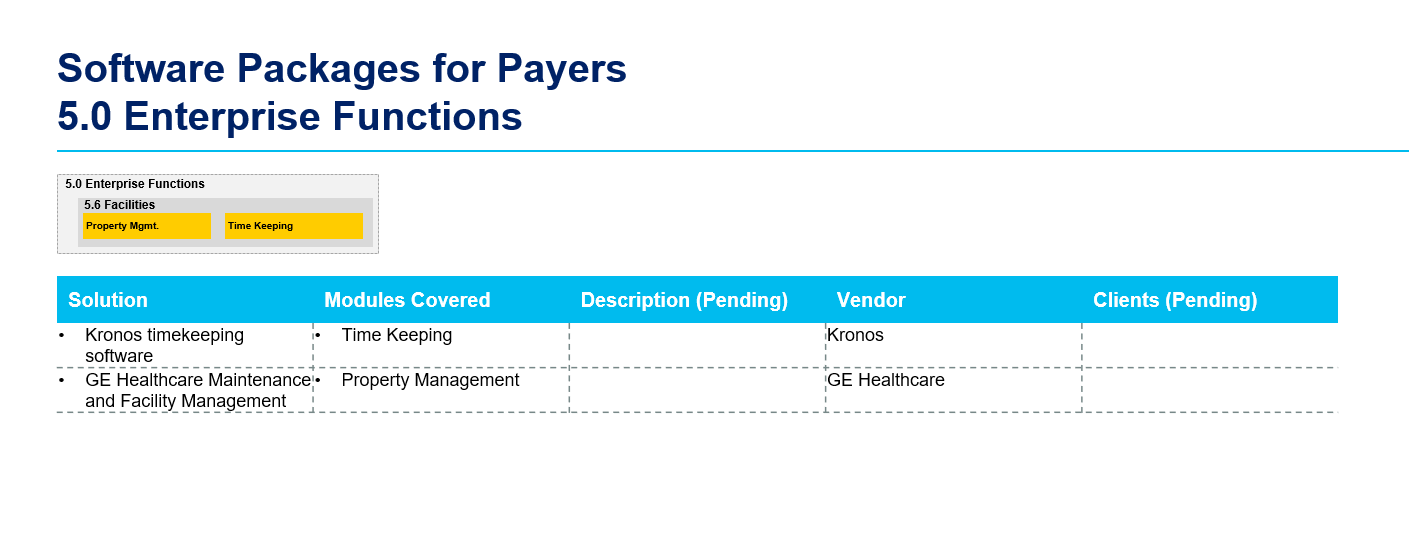 Software Packages for Payers
5.0 Enterprise Functions
5.0 Enterprise Functions
5.6 Facilities
Property Mgmt. Time Keeping
Solution Modules Covered Description (Pending) Vendor Clients (Pending)
• Kronos timekeeping • Time Keeping Kronos
software
• GE Healthcare Maintenance • Property Management GE Healthcare
and Facility Management